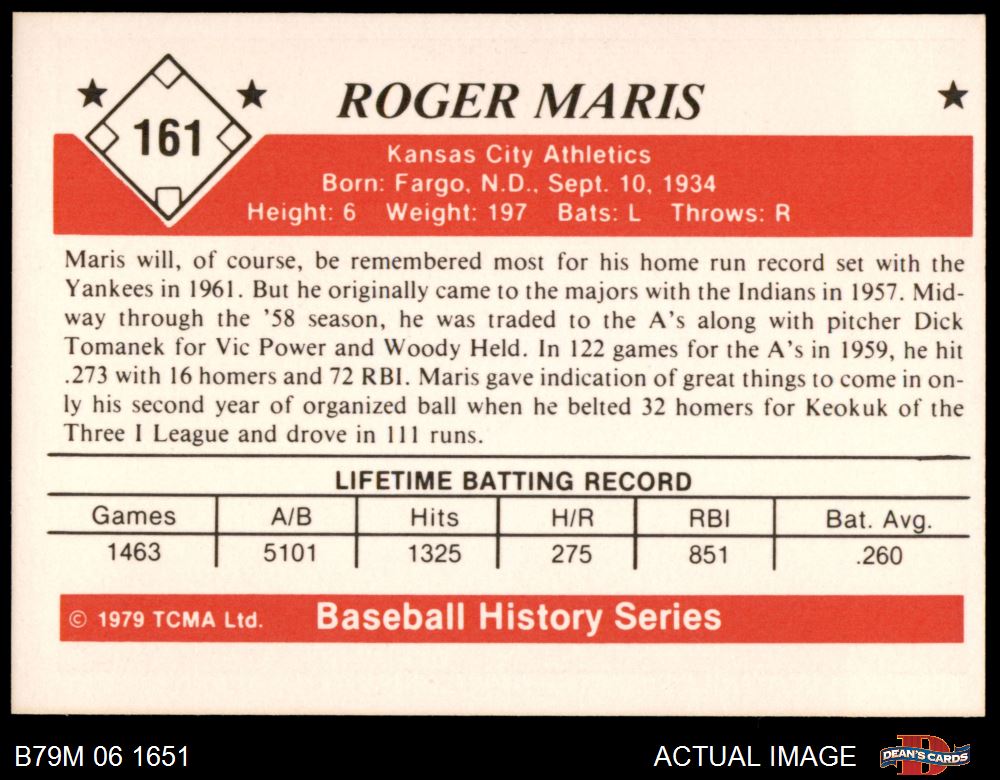 161
ROGER MARIS
Kansas City Athletics
Born: Fargo, N.D., Sept. 10, 1934
Height: 6 Weight: 197 Bats: L Throws: R
Maris will, of course, be remembered most for his home run record set with the
Yankees in 1961. But he originally came to the majors with the Indians in 1957. Mid-
way through the '58 season, he was traded to the A's along with pitcher Dick
Tomanek for Vic Power and Woody Held. In 122 games for the A's in 1959, he hit
.273 with 16 homers and 72 RBI. Maris gave indication of great things to come in on-
ly his second year of organized ball when he belted 32 homers for Keokuk of the
Three I League and drove in 111 runs.
LIFETIME BATTING RECORD
Games A/B Hits H/R RBI Bat. Avg.
1463 5101 1325 275 851 .260
© 1979 TCMA Ltd. Baseball History Series
B79M 06 1651 ACTUAL IMAGE DEAN'S CARDS